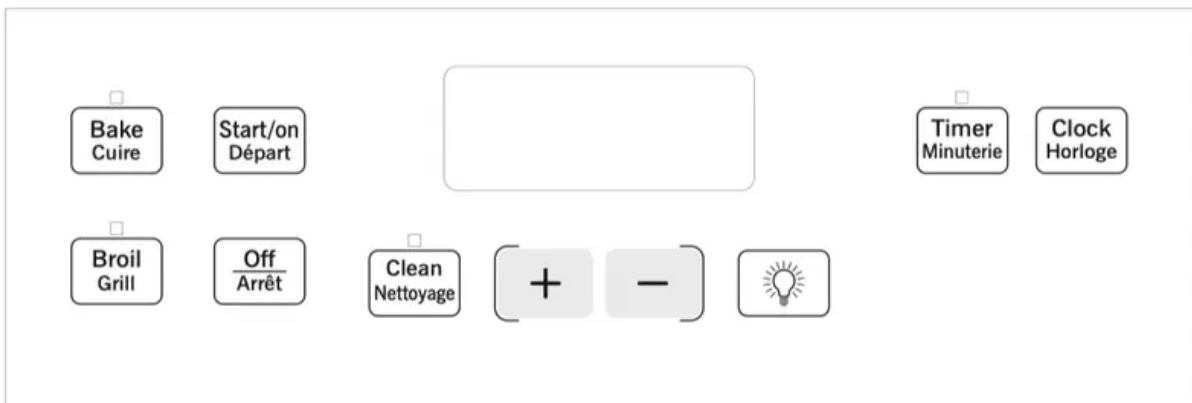 Bake
Cuire
Start/on
Départ
Timer
Minuterie
Clock
Horloge
Broil
Grill
Off
Arrêt
Clean
Nettoyage
+
−